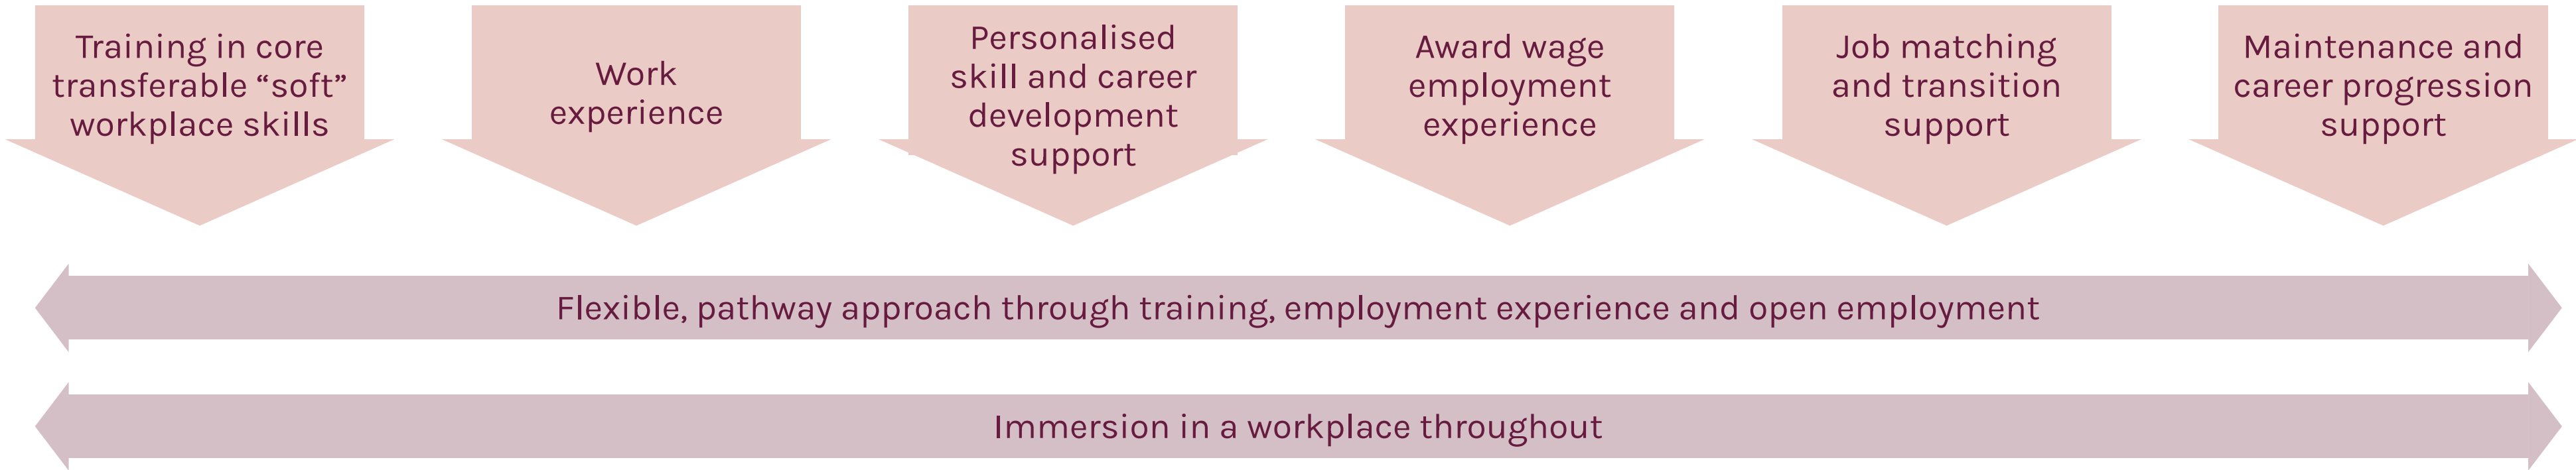 Training in core
transferable “soft”
workplace skills
Work
experience
Personalised
skill and career
development
support
Award wage
employment
experience
Job matching
and transition
support
Maintenance and
career progression
support
Flexible, pathway approach through training, employment experience and open employment
Immersion in a workplace throughout